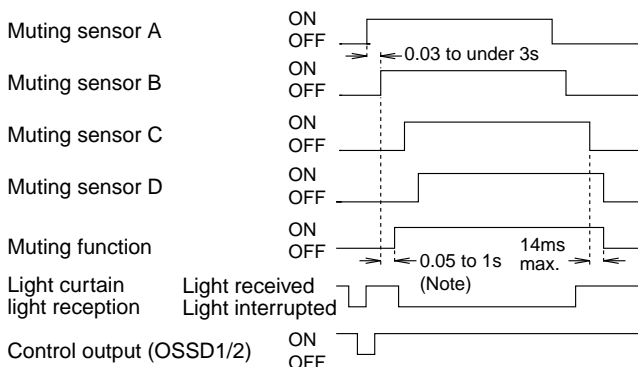 Muting sensor A
ON
OFF
0.03 to under 3s
Muting sensor B
ON
OFF
Muting sensor C
ON
OFF
Muting sensor D
ON
OFF
Muting function
ON
OFF
0.05 to 1s
(Note)
14ms
max.
Light curtain
light reception
Light received
Light interrupted
Control output (OSSD1/2)
ON
OFF